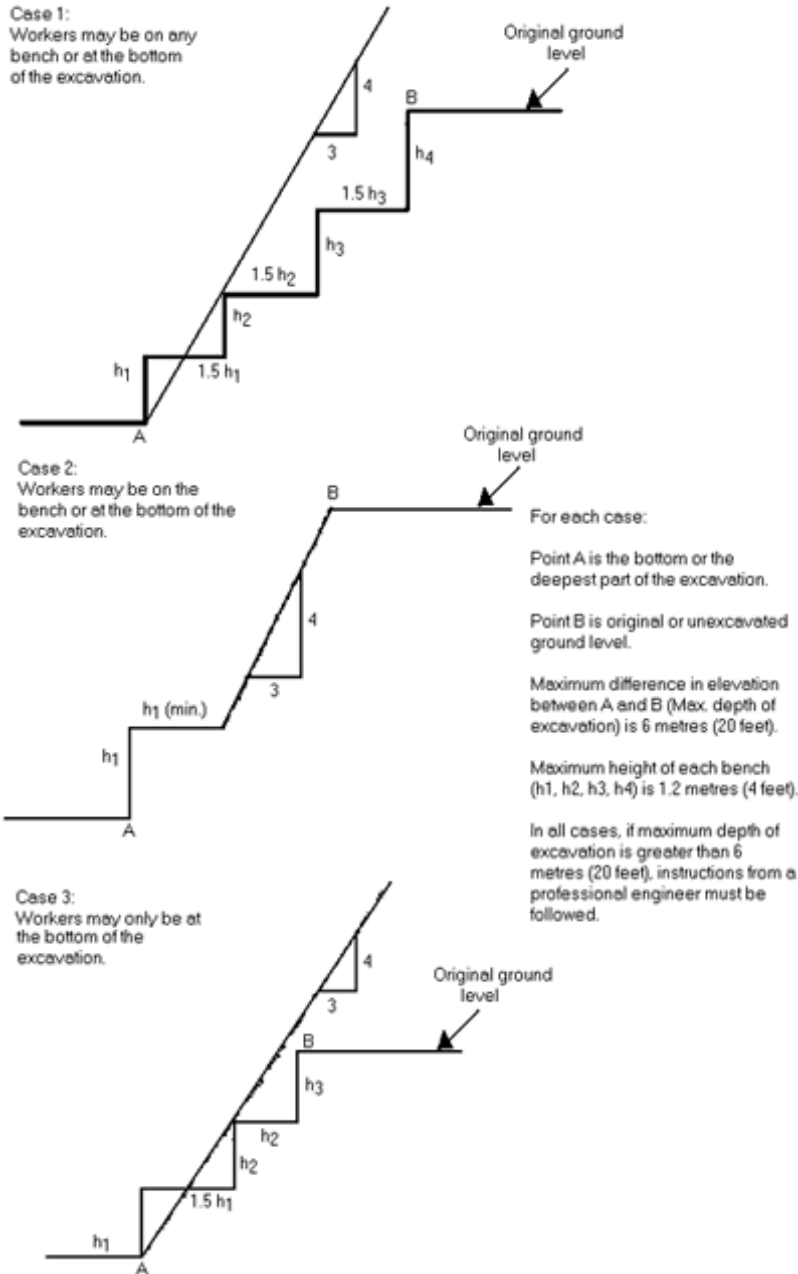 Case 1:
Workers may be on any
bench or at the bottom
of the excavation.
Original ground
level
4
3
B
h4
1.5 h3
h3
1.5 h2
h2
h1
1.5 h1
A
Case 2:
Workers may be on the
bench or at the bottom of the
excavation.
Original ground
level
B
4
3
h1 (min.)
h1
A
For each case:
Point A is the bottom or the
deepest part of the excavation.
Point B is original or unexcavated
ground level.
Maximum difference in elevation
between A and B (Max. depth of
excavation) is 6 metres (20 feet).
Maximum height of each bench
(h1, h2, h3, h4) is 1.2 metres (4 feet).
In all cases, if maximum depth of
excavation is greater than 6
metres (20 feet), instructions from a
professional engineer must be
followed.
Case 3:
Workers may only be at
the bottom of the
excavation.
4
3
Original ground
level
B
h3
h2
h2
1.5 h1
h1
A